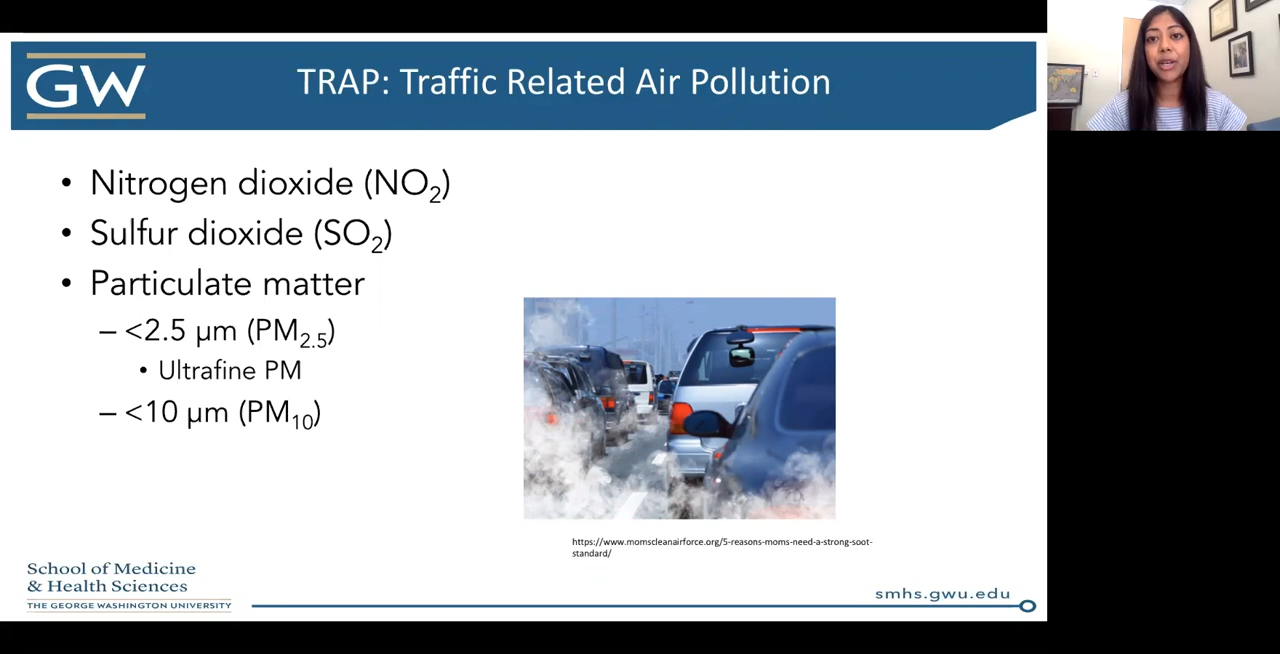 GW
TRAP: Traffic Related Air Pollution
• Nitrogen dioxide (NO₂)
• Sulfur dioxide (SO₂)
• Particulate matter
– <2.5 µm (PM₂.₅)
• Ultrafine PM
– <10 µm (PM₁₀)
https://www.momscleanairforce.org/5-reasons-moms-need-a-strong-soot-
standard/
School of Medicine
& Health Sciences
THE GEORGE WASHINGTON UNIVERSITY
smhs.gwu.edu